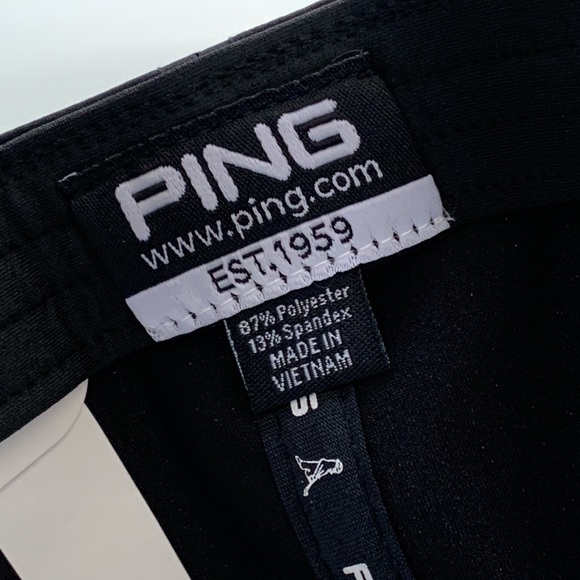 PING
www.ping.com
EST.1959
87% Polyester
13% Spandex
MADE IN
VIETNAM